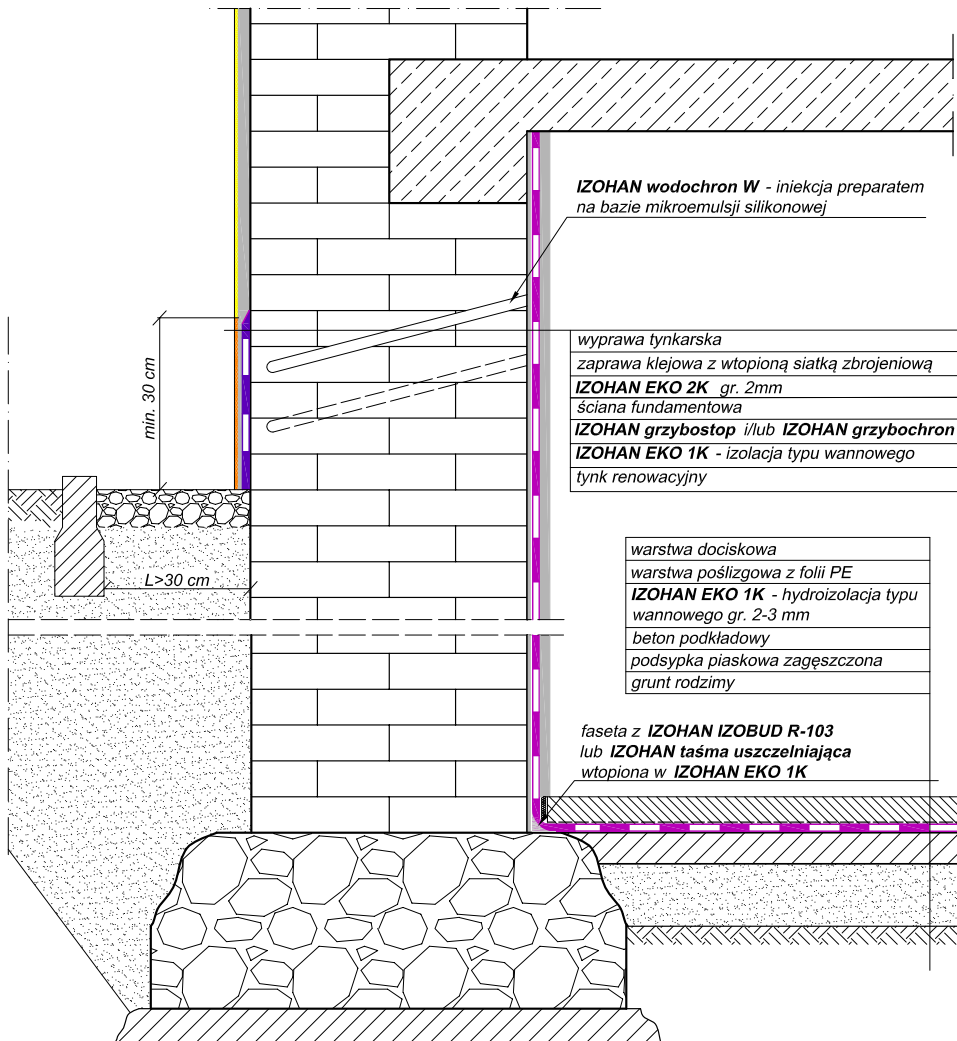 IZOHAN wodochron W - iniekcja preparatem
na bazie mikroemulsji silikonowej
min. 30 cm
wyprawa tynkarska
zaprawa klejowa z wtopioną siatką zbrojeniową
IZOHAN EKO 2K gr. 2mm
ściana fundamentowa
IZOHAN grzybostop i/lub IZOHAN grzybochron
IZOHAN EKO 1K - izolacja typu wannowego
tynk renowacyjny
L>30 cm
warstwa dociskowa
warstwa poślizgowa z folii PE
IZOHAN EKO 1K - hydroizolacja typu
wannowego gr. 2-3 mm
beton podkładowy
podsypka piaskowa zagęszczona
grunt rodzimy
faseta z IZOHAN IZOBUD R-103
lub IZOHAN taśma uszczelniająca
wtopiona w IZOHAN EKO 1K